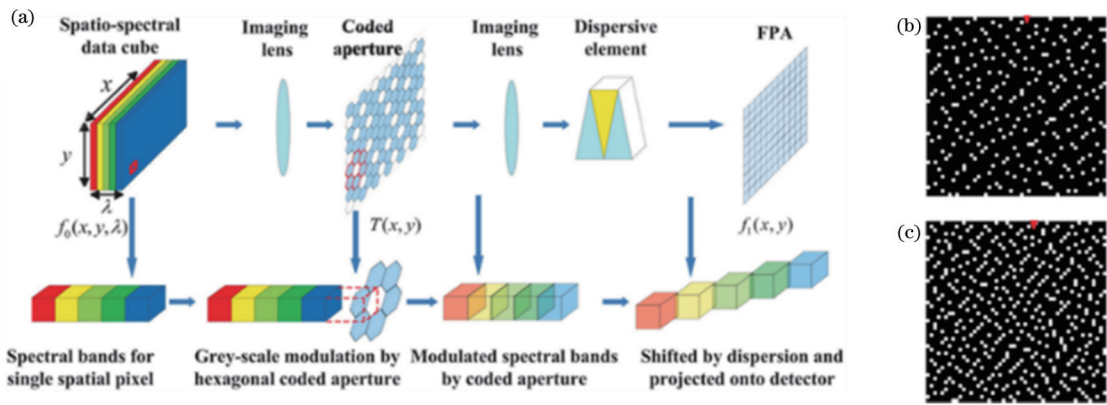 (a)
Spatio-spectral
data cube
Imaging
lens
Coded
aperture
Imaging
lens
Dispersive
element
FPA
x
y
λ
f₀(x, y, λ)
T(x, y)
f₁(x, y)
Spectral bands for
single spatial pixel
Grey-scale modulation by
hexagonal coded aperture
Modulated spectral bands
by coded aperture
Shifted by dispersion and
projected onto detector
(b)
(c)